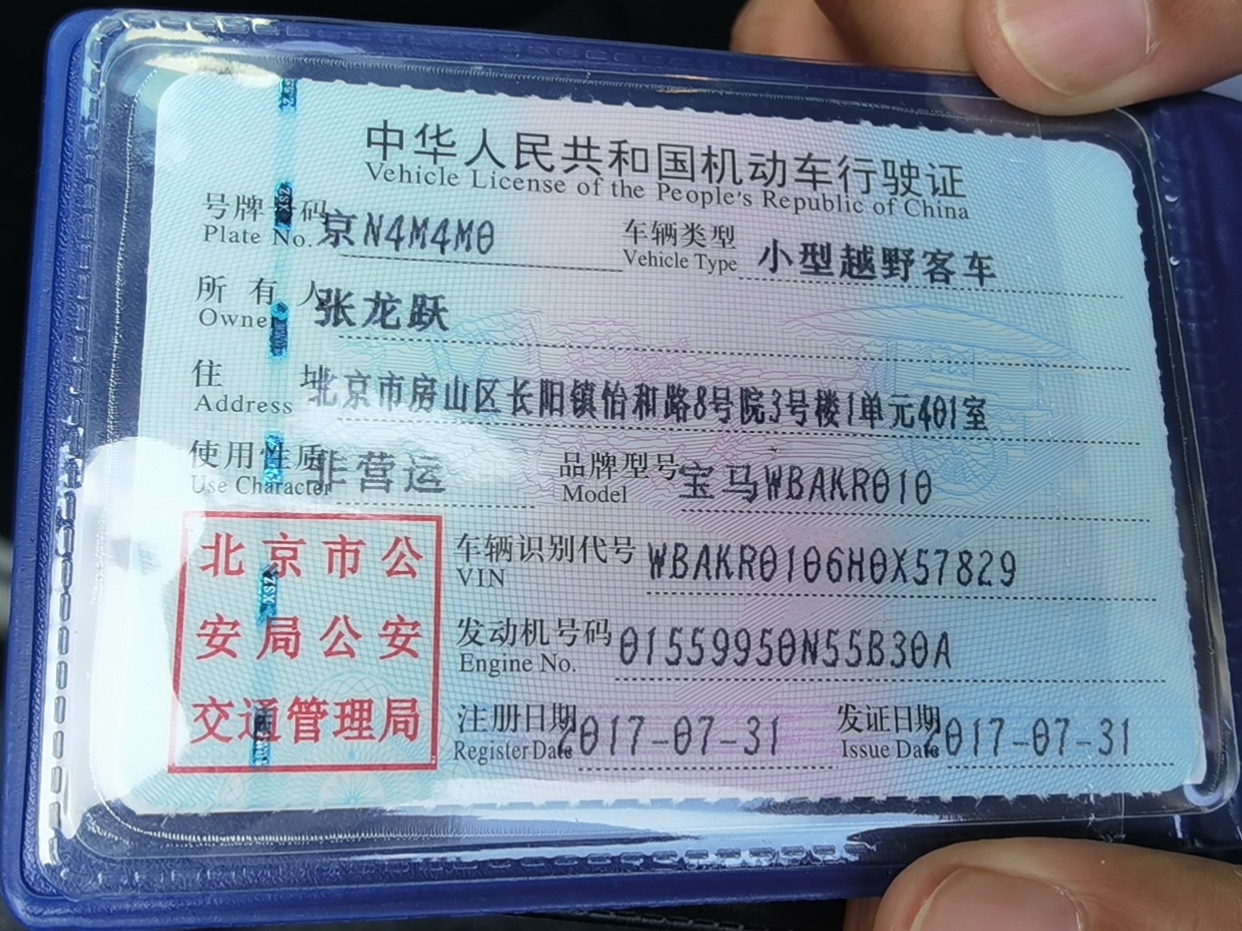 中华人民共和国机动车行驶证
Vehicle License of the People's Republic of China
号牌号码 京N4M4M0 车辆类型 小型越野客车
Plate No. Vehicle Type
所有人 张龙跃
Owner
住址 北京市房山区长阳镇怡和路8号院3号楼1单元401室
Address
使用性质 非营运 品牌型号 宝马WBAKR010
Use Character Model
北京市公
安局公安
交通管理局
车辆识别代号 WBAKR0106H0X57829
VIN
发动机号码 01559950N55B30A
Engine No.
注册日期 2017-07-31 发证日期 2017-07-31
Register Date Issue Date
XSZ